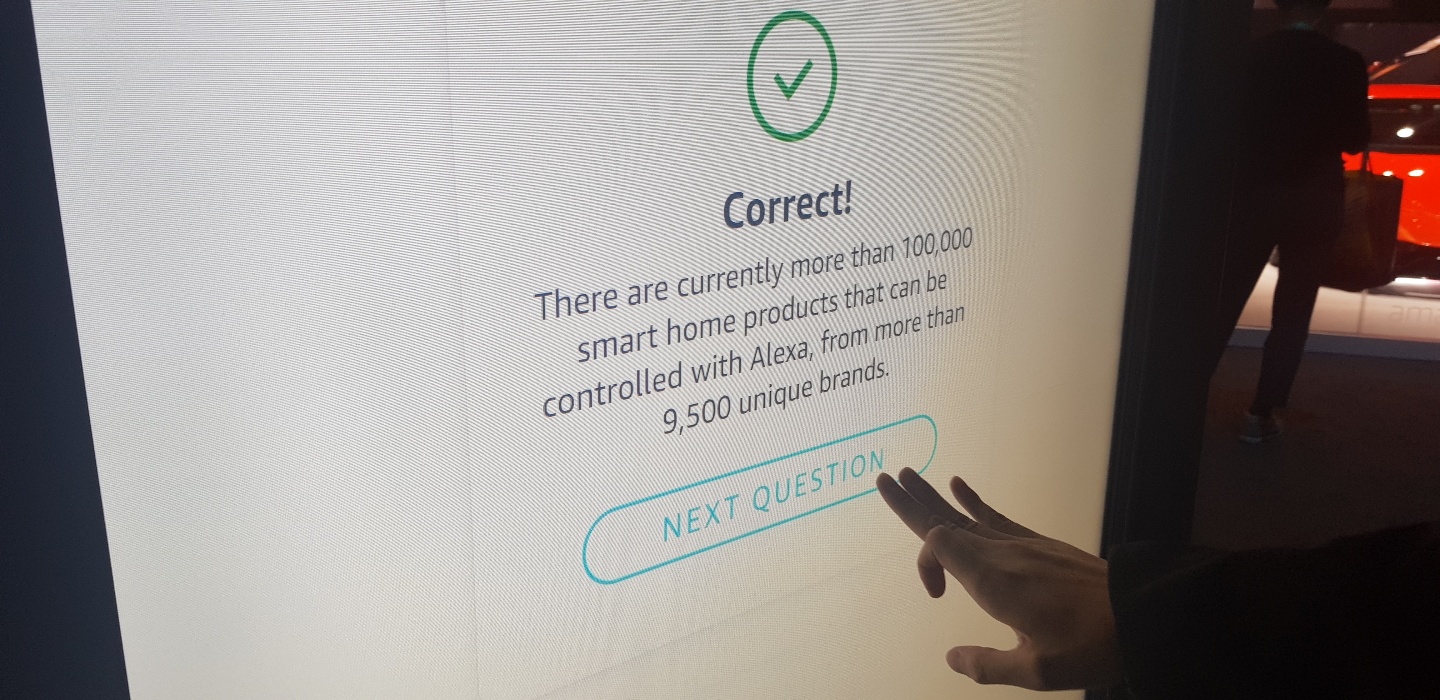 Correct!
There are currently more than 100,000
smart home products that can be
controlled with Alexa, from more than
9,500 unique brands.
NEXT QUESTION